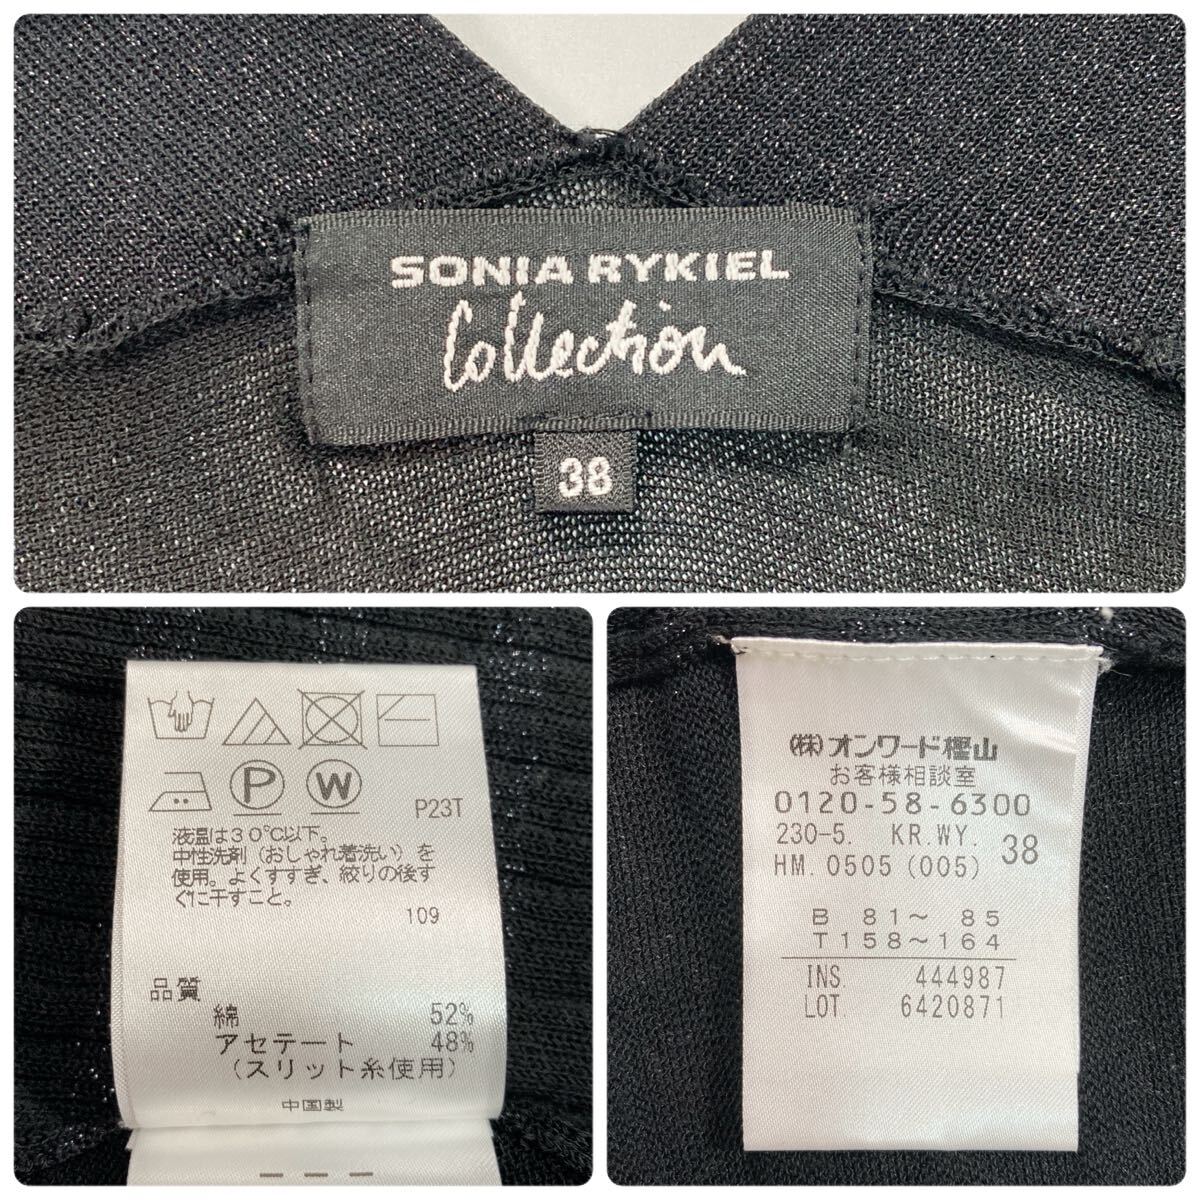 SONIA RYKIEL
Collection
38
P W
P23T
液温は30℃以下。
中性洗剤（おしゃれ着洗い）を
使用。よくすすぎ、絞りの後す
ぐに干すこと。
109
品質
綿 52%
アセテート 48%
（スリット糸使用）
中国製
(株)オンワード樫山
お客様相談室
0120-58-6300
230-5. KR.WY. 38
HM. 0505 (005)
B 81～ 85
T158～164
INS. 444987
LOT. 6420871